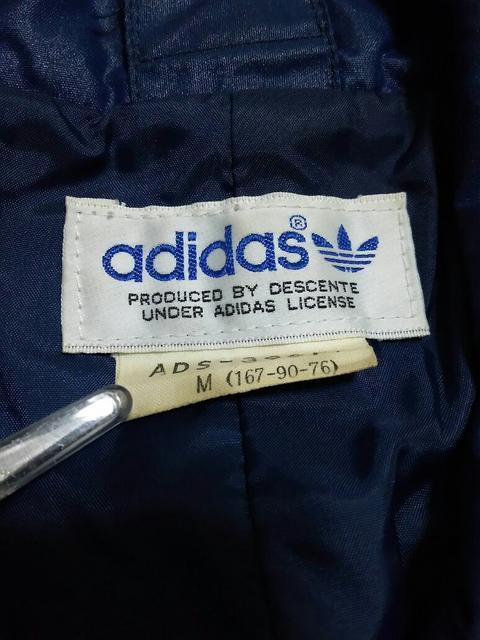 adidas®
PRODUCED BY DESCENTE
UNDER ADIDAS LICENSE
M (167-90-76)